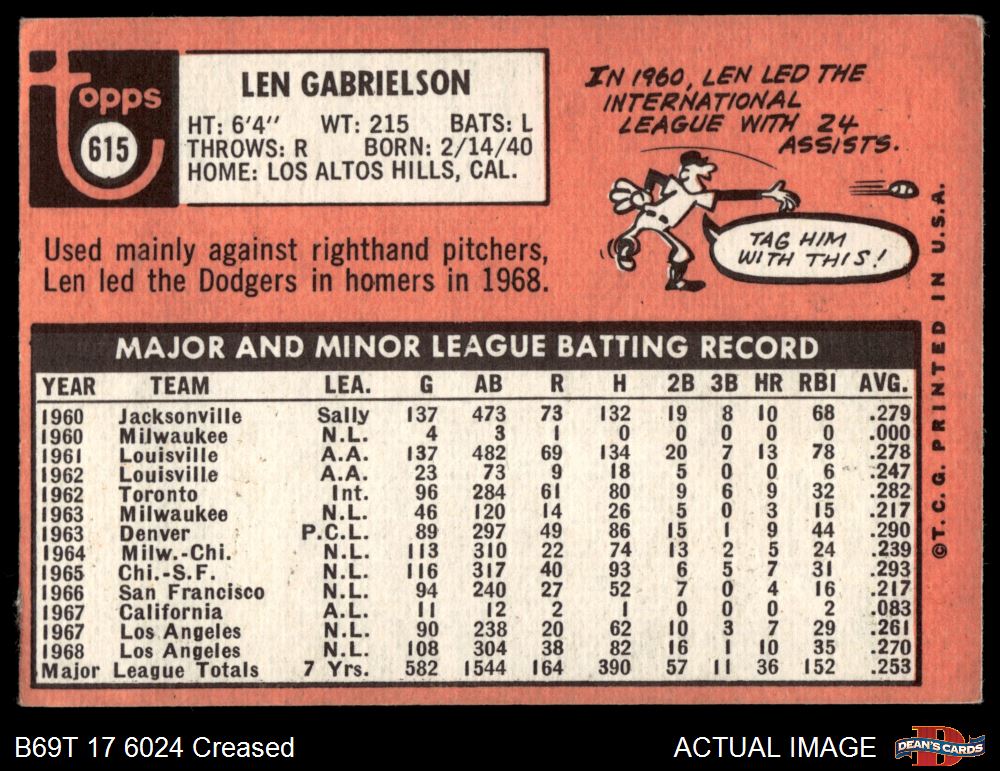 Topps
615
LEN GABRIELSON
HT: 6'4" WT: 215 BATS: L
THROWS: R BORN: 2/14/40
HOME: LOS ALTOS HILLS, CAL.
IN 1960, LEN LED THE
INTERNATIONAL
LEAGUE WITH 24
ASSISTS.
TAG HIM
WITH THIS!
Used mainly against righthand pitchers,
Len led the Dodgers in homers in 1968.
MAJOR AND MINOR LEAGUE BATTING RECORD
YEAR TEAM LEA. G AB R H 2B 3B HR RBI AVG.
1960 Jacksonville Sally 137 473 73 132 19 8 10 68 .279
1960 Milwaukee N.L. 4 3 1 0 0 0 0 0 .000
1961 Louisville A.A. 137 482 69 134 20 7 13 78 .278
1962 Louisville A.A. 23 73 9 18 5 0 0 6 .247
1962 Toronto Int. 96 284 61 80 9 6 9 32 .282
1963 Milwaukee N.L. 46 120 14 26 5 0 3 15 .217
1963 Denver P.C.L. 89 297 49 86 15 1 9 44 .290
1964 Milw.-Chi. N.L. 113 310 22 74 13 2 5 24 .239
1965 Chi.-S.F. N.L. 116 317 40 93 6 5 7 31 .293
1966 San Francisco N.L. 94 240 27 52 7 0 4 16 .217
1967 California A.L. 11 12 2 1 0 0 0 2 .083
1967 Los Angeles N.L. 90 238 20 62 10 3 7 29 .261
1968 Los Angeles N.L. 108 304 38 82 16 1 10 35 .270
Major League Totals 7 Yrs. 582 1544 164 390 57 11 36 152 .253
©T.C.G. PRINTED IN U.S.A.
B69T 17 6024 Creased
ACTUAL IMAGE
D
DEAN'S CARDS